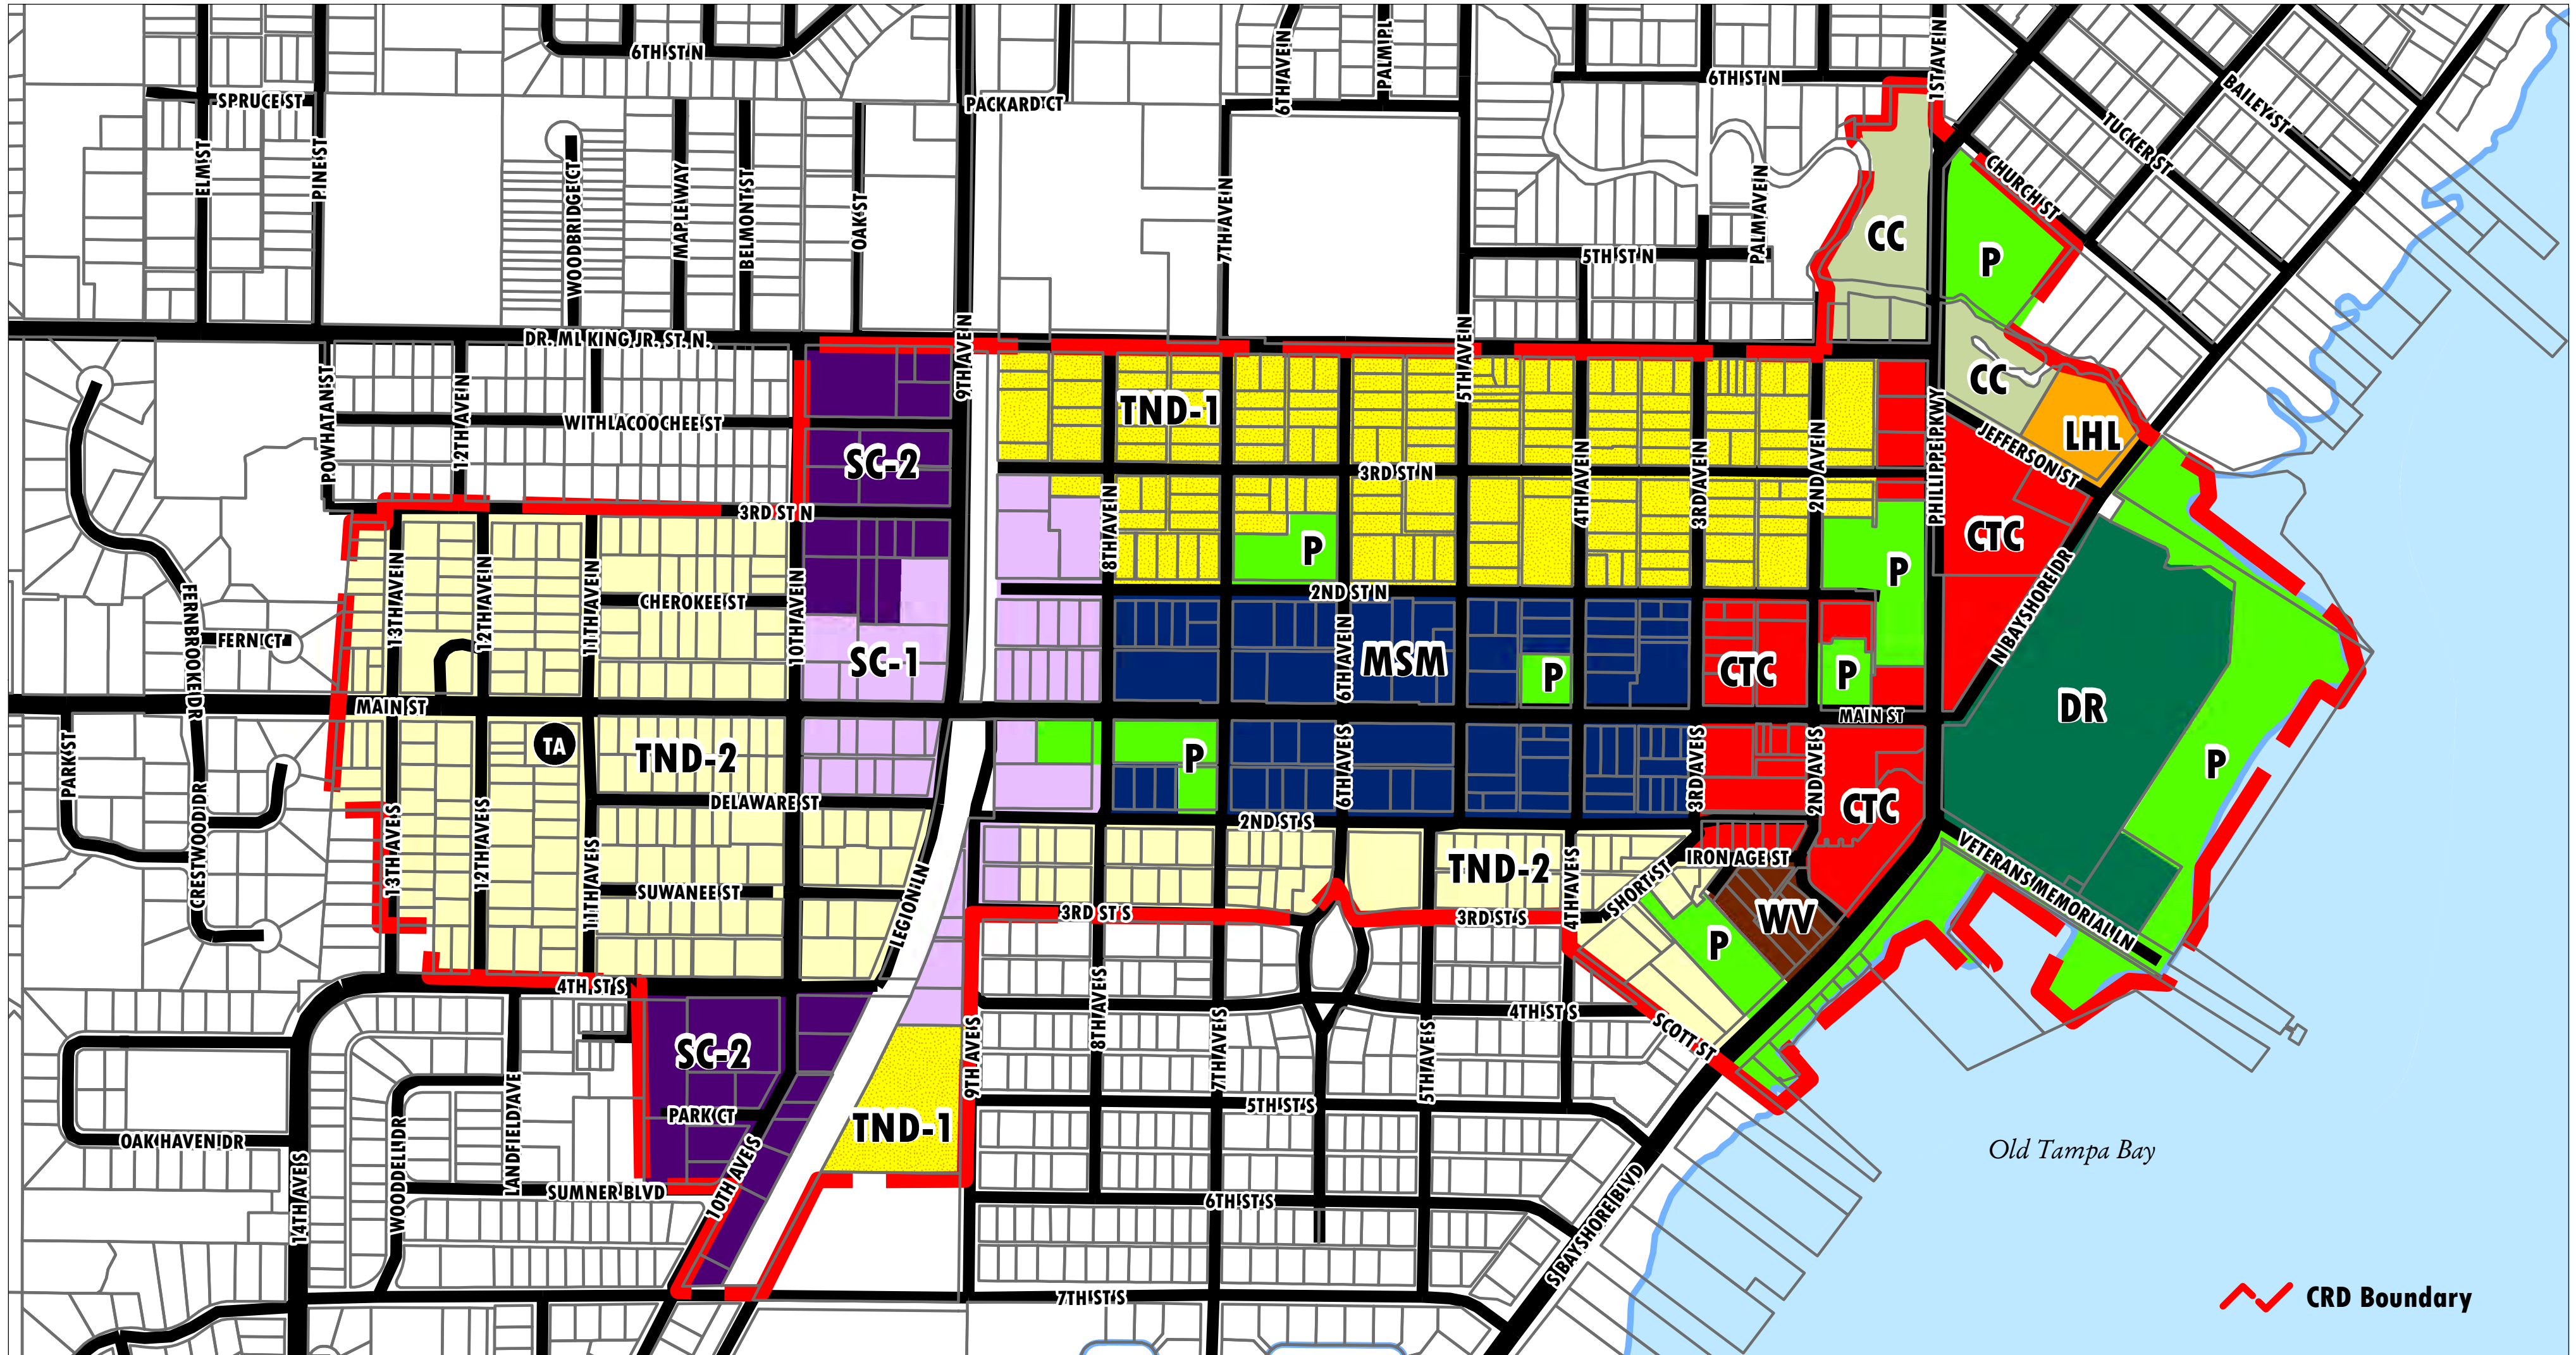 6TH ST N
6TH AVE N
PALM PL
6TH ST N
1ST AVE N
BAILEY ST
SPRUCE ST
PACKARD CT
TUCKER ST
ELM ST
PINE ST
WOODBRIDGE CT
MAPLE WAY
BELMONT ST
OAK ST
7TH AVE N
PALM AVE N
CHURCH ST
CC
P
5TH ST N
DR. ML KING JR. ST. N.
9TH AVE N
5TH AVE N
POWHATAN ST
12TH AVE N
WITHLACOOCHEE ST
TND-1
PHILLIPPE PKWY
CC
LHL
JEFFERSON ST
SC-2
3RD ST N
4TH AVE N
3RD AVE N
2ND AVE N
3RD ST N
8TH AVE N
CTC
P
P
13TH AVE N
12TH AVE N
11TH AVE N
CHEROKEE ST
10TH AVE N
2ND ST N
N BAYSHORE DR
FERNBROOKE DR
FERN CT
SC-1
6TH AVE N
MSM
P
CTC
P
MAIN ST
MAIN ST
DR
PARK ST
TA
TND-2
P
6TH AVE S
3RD AVE S
2ND AVE S
CTC
P
CRESTWOOD DR
DELAWARE ST
2ND ST S
13TH AVE S
12TH AVE S
11TH AVE S
SUWANEE ST
LEGION LN
TND-2
4TH AVE S
SHORT ST
IRON AGE ST
WV
P
VETERANS MEMORIAL LN
3RD ST S
3RD ST S
4TH ST S
4TH ST S
SCOTT ST
SC-2
9TH AVE S
8TH AVE S
7TH AVE S
5TH AVE S
PARK CT
TND-1
5TH ST S
OAK HAVEN DR
14TH AVE S
WOODDELL DR
LANDFIELD AVE
SUMNER BLVD
10TH AVE S
6TH ST S
S BAYSHORE BLVD
Old Tampa Bay
7TH ST S
CRD Boundary